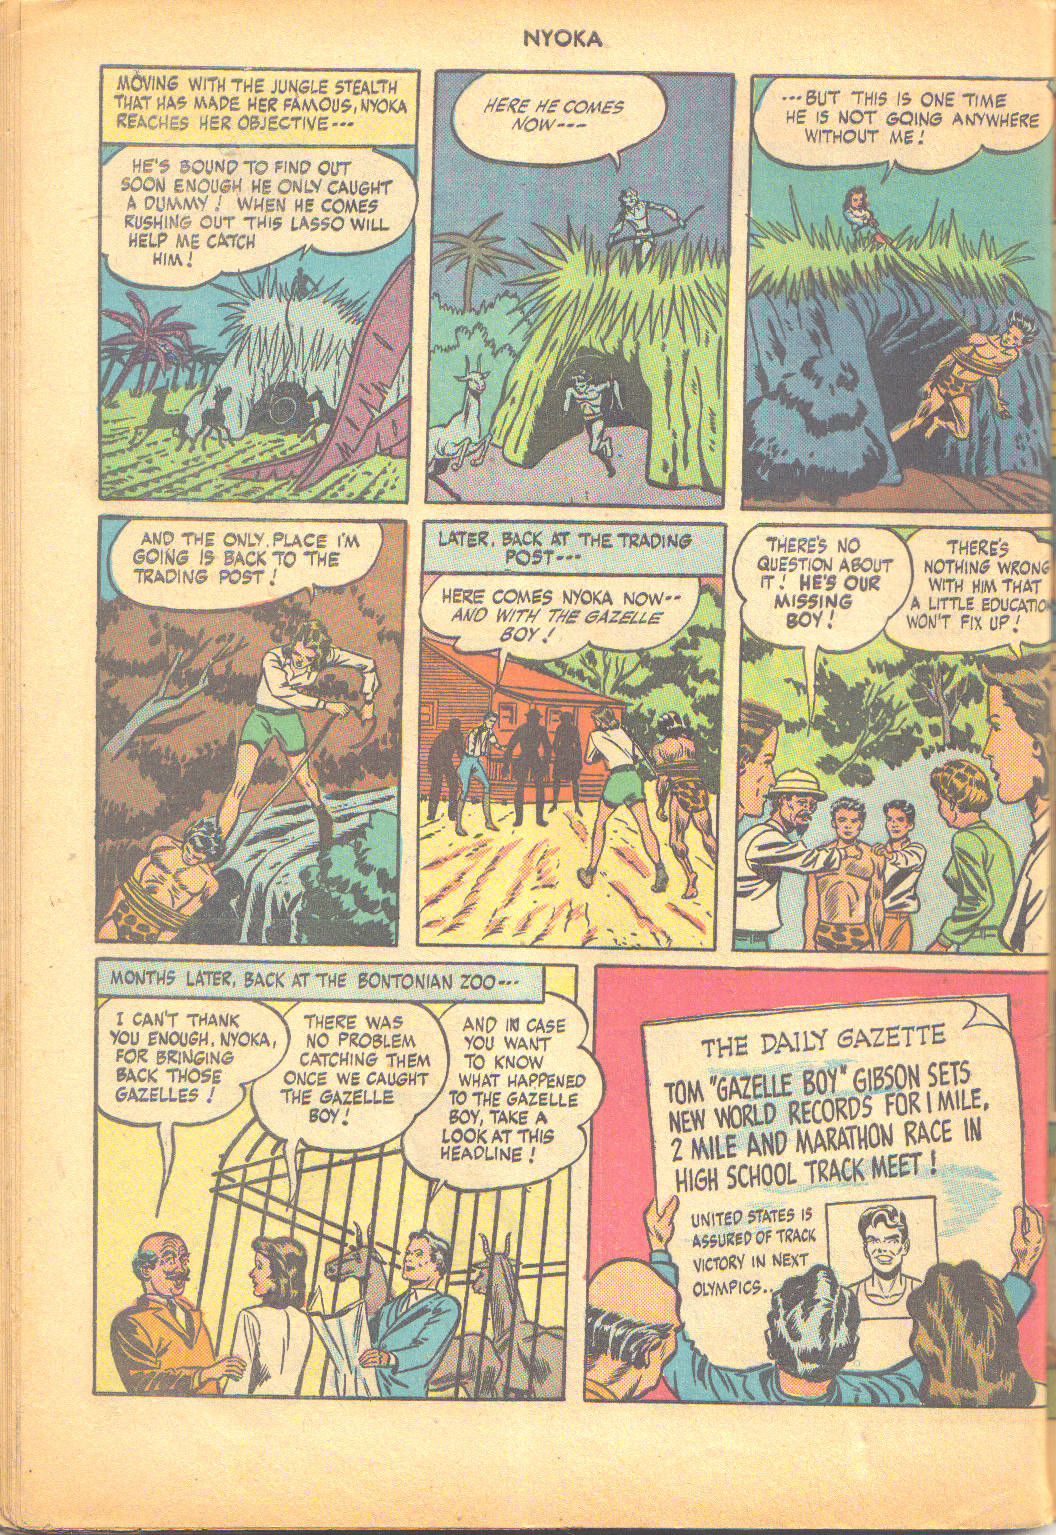 NYOKA
MOVING WITH THE JUNGLE STEALTH
THAT HAS MADE HER FAMOUS, NYOKA
REACHES HER OBJECTIVE---
HE'S BOUND TO FIND OUT
SOON ENOUGH HE ONLY CAUGHT
A DUMMY! WHEN HE COMES
RUSHING OUT THIS LASSO WILL
HELP ME CATCH
HIM!
HERE HE COMES
NOW---
---BUT THIS IS ONE TIME
HE IS NOT GOING ANYWHERE
WITHOUT ME!
AND THE ONLY PLACE I'M
GOING IS BACK TO THE
TRADING POST!
LATER, BACK AT THE TRADING
POST---
HERE COMES NYOKA NOW--
AND WITH THE GAZELLE
BOY!
THERE'S NO
QUESTION ABOUT
IT! HE'S OUR
MISSING
BOY!
THERE'S
NOTHING WRONG
WITH HIM THAT
A LITTLE EDUCATION
WON'T FIX UP!
MONTHS LATER, BACK AT THE BONTONIAN ZOO---
I CAN'T THANK
YOU ENOUGH, NYOKA,
FOR BRINGING
BACK THOSE
GAZELLES!
THERE WAS
NO PROBLEM
CATCHING THEM
ONCE WE CAUGHT
THE GAZELLE
BOY!
AND IN CASE
YOU WANT
TO KNOW
WHAT HAPPENED
TO THE GAZELLE
BOY, TAKE A
LOOK AT THIS
HEADLINE!
THE DAILY GAZETTE
TOM "GAZELLE BOY" GIBSON SETS
NEW WORLD RECORDS FOR 1 MILE,
2 MILE AND MARATHON RACE IN
HIGH SCHOOL TRACK MEET!
UNITED STATES IS
ASSURED OF TRACK
VICTORY IN NEXT
OLYMPICS..